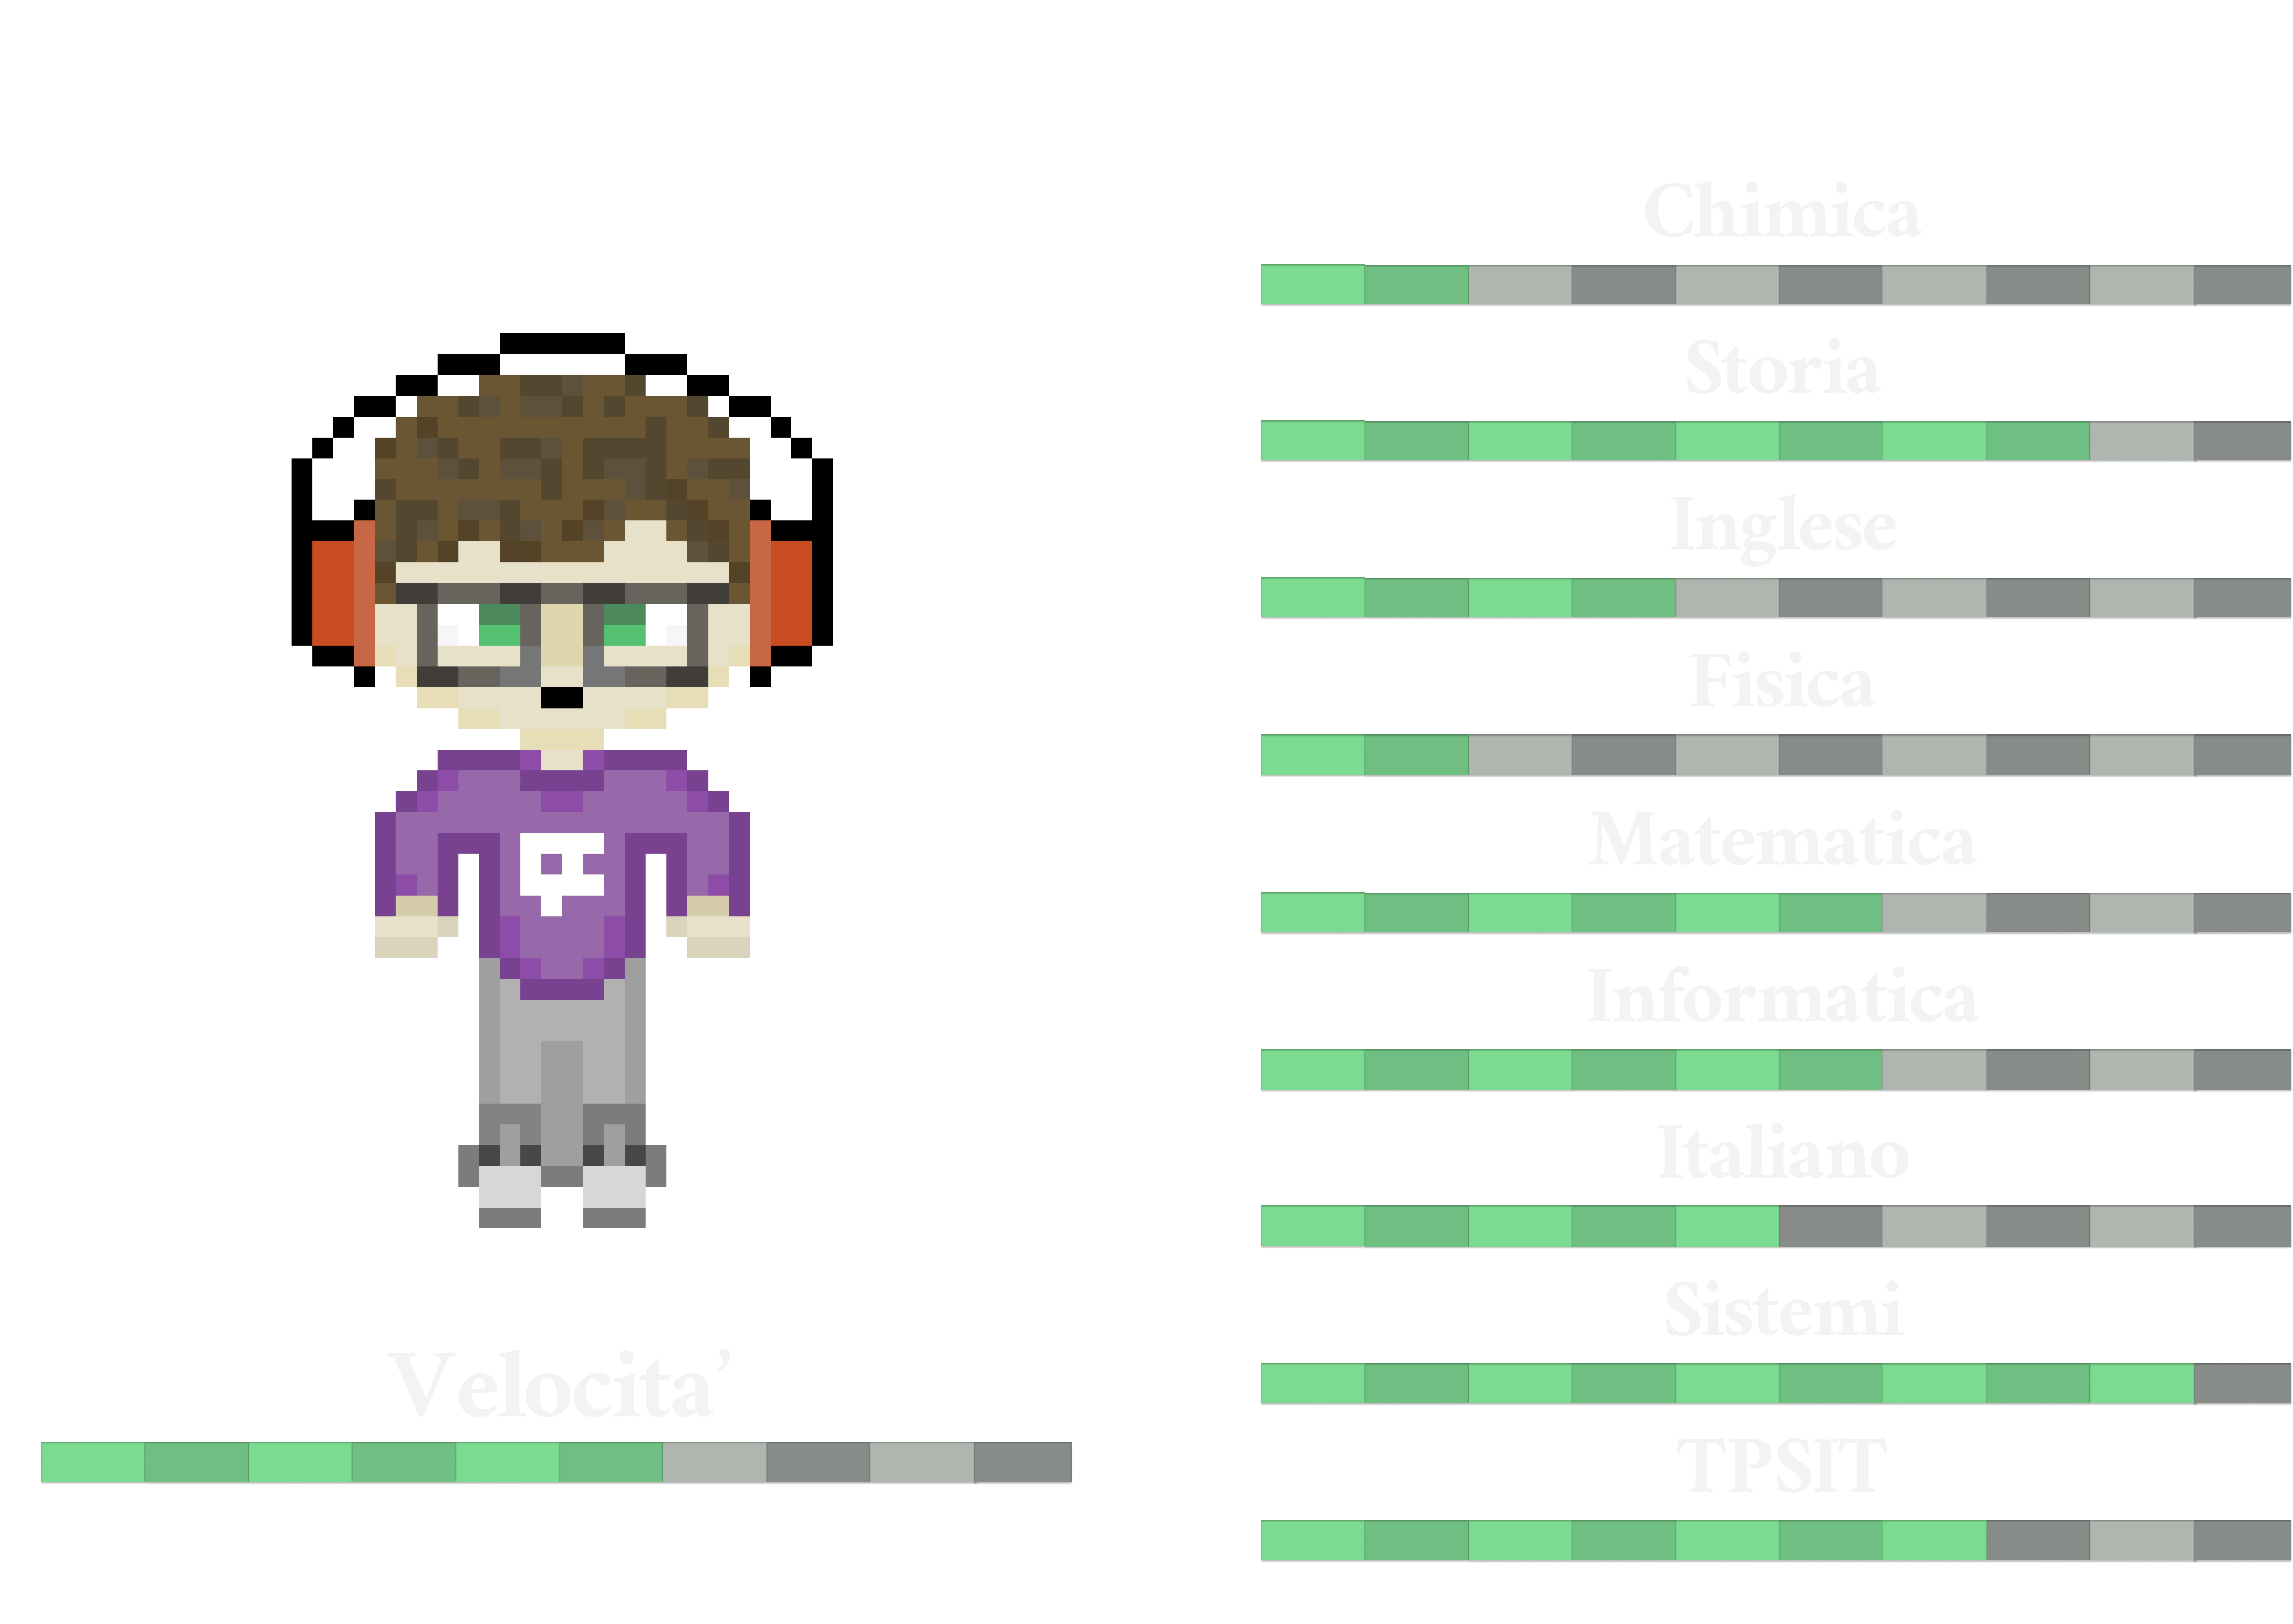 Chimica
Storia
Inglese
Fisica
Matematica
Informatica
Italiano
Sistemi
Velocita’
TPSIT